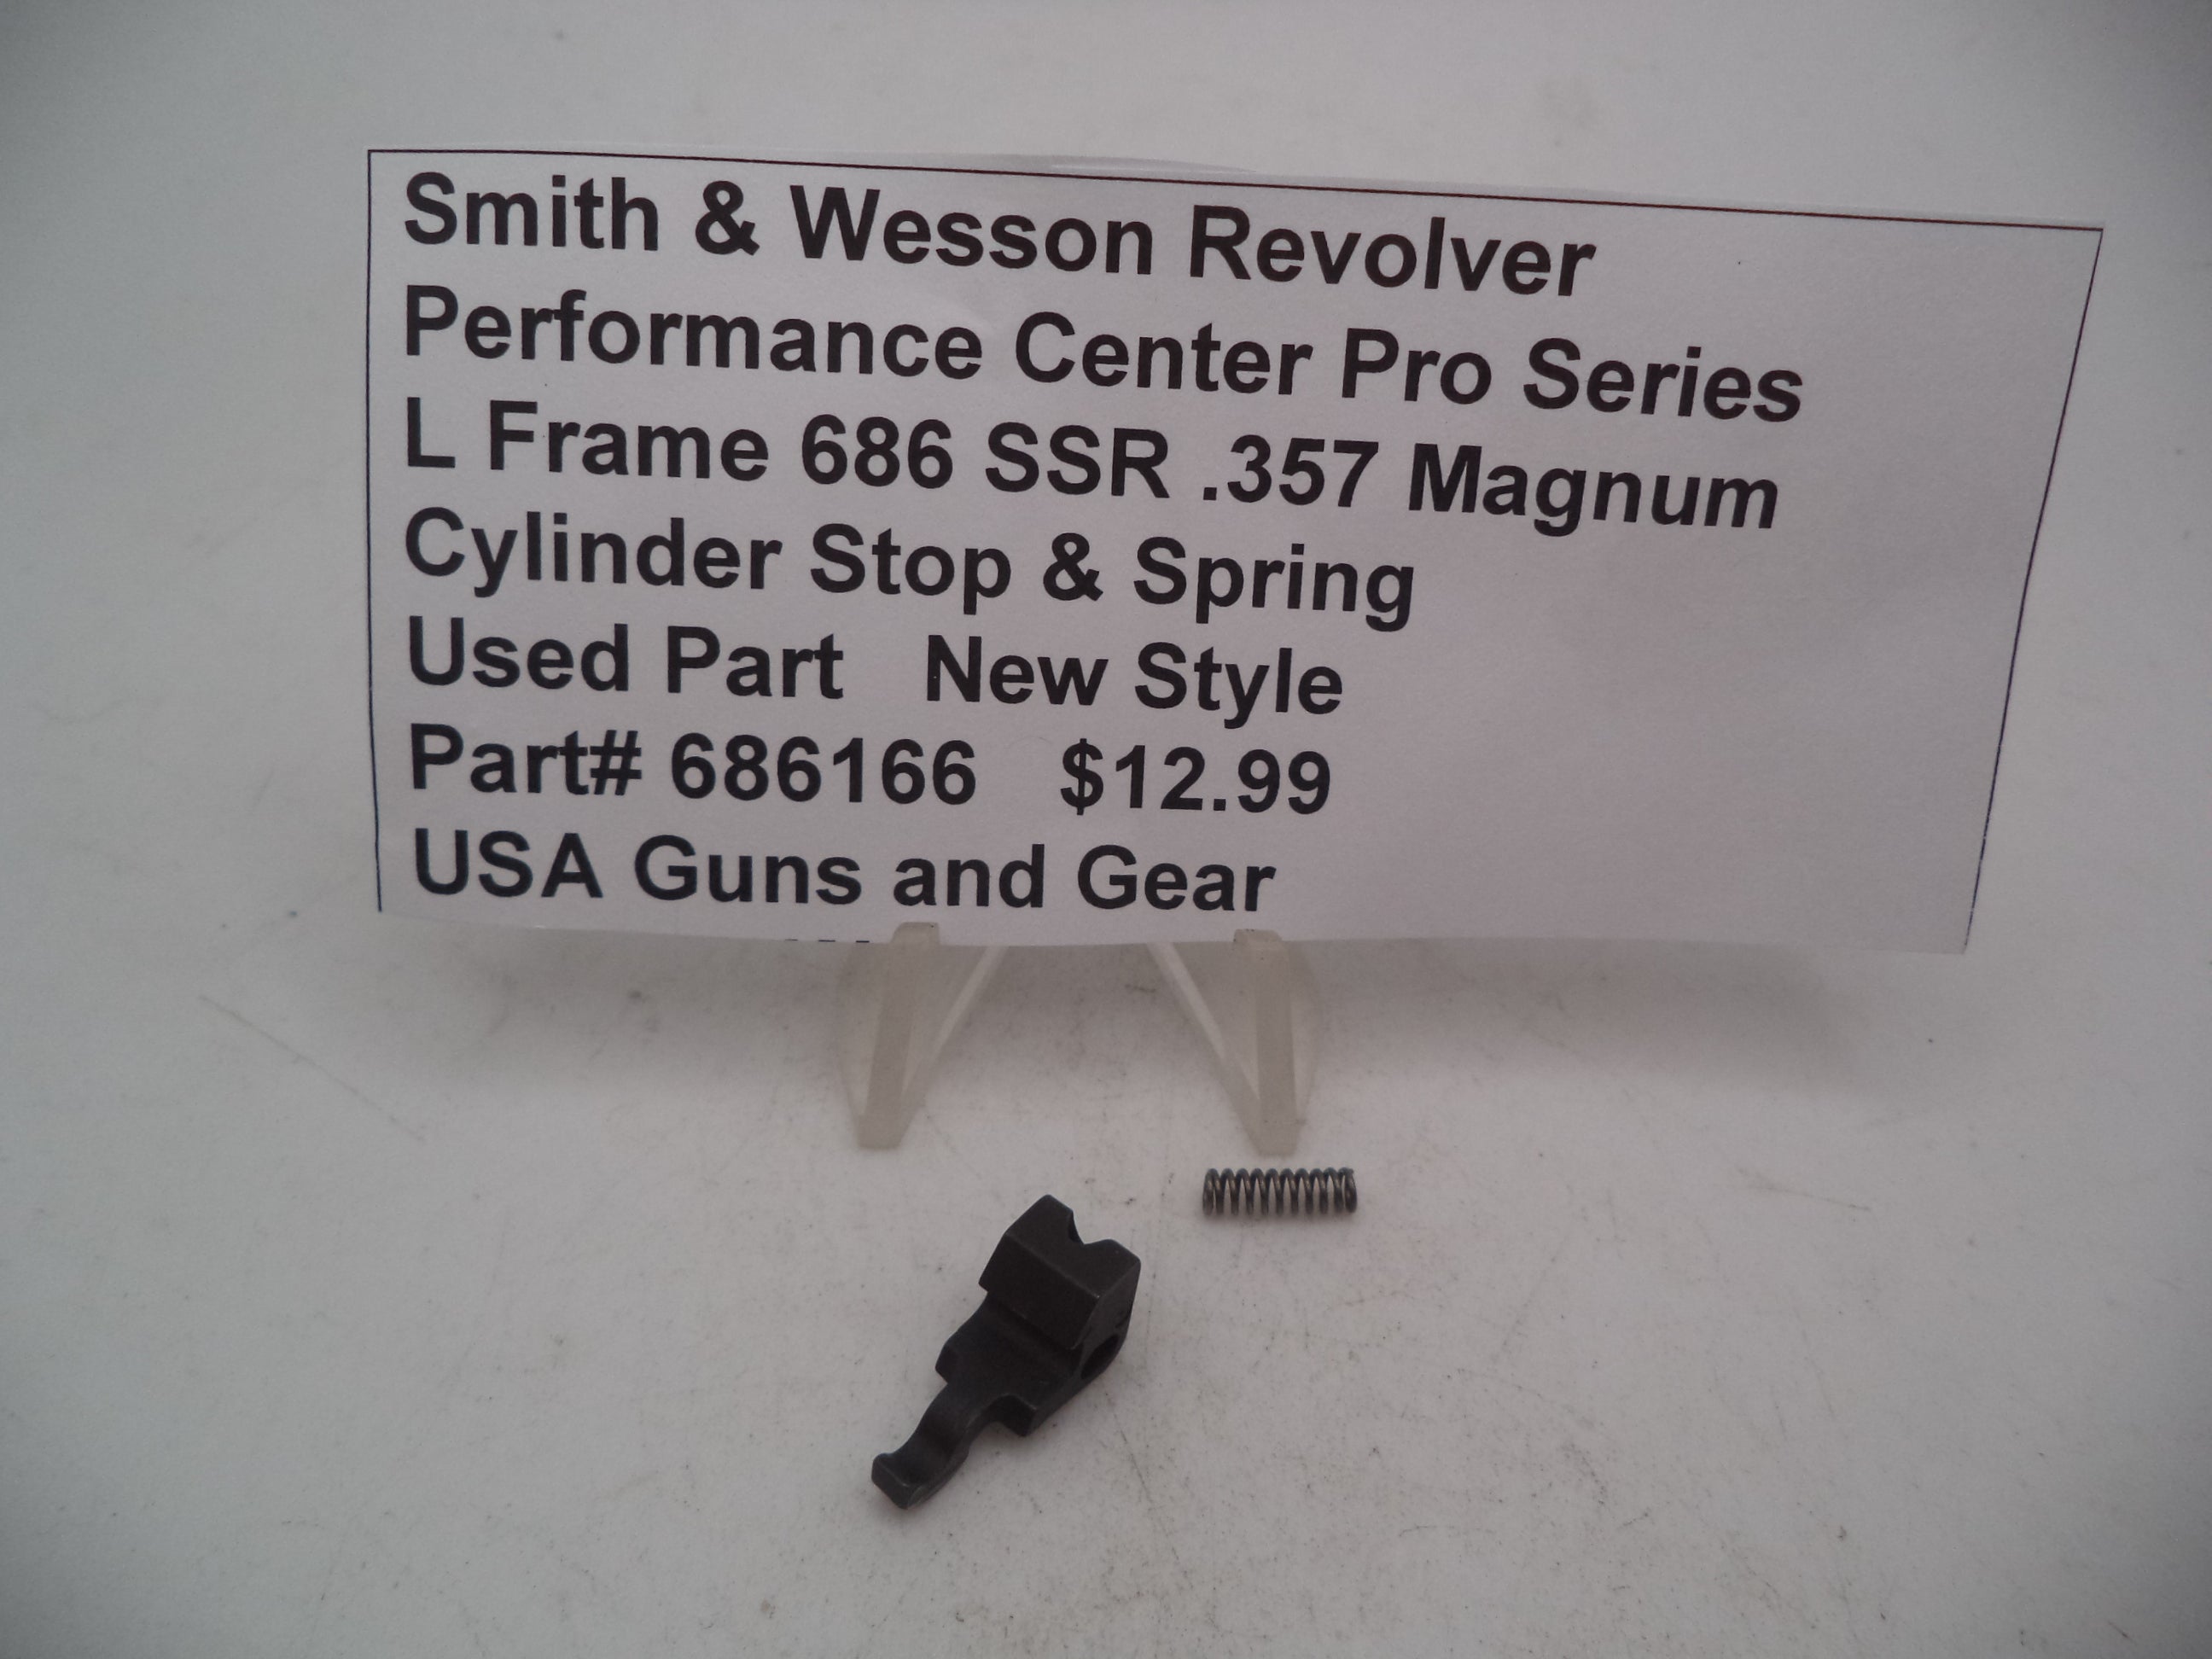 Smith & Wesson Revolver
Performance Center Pro Series
L Frame 686 SSR .357 Magnum
Cylinder Stop & Spring
Used Part   New Style
Part# 686166   $12.99
USA Guns and Gear